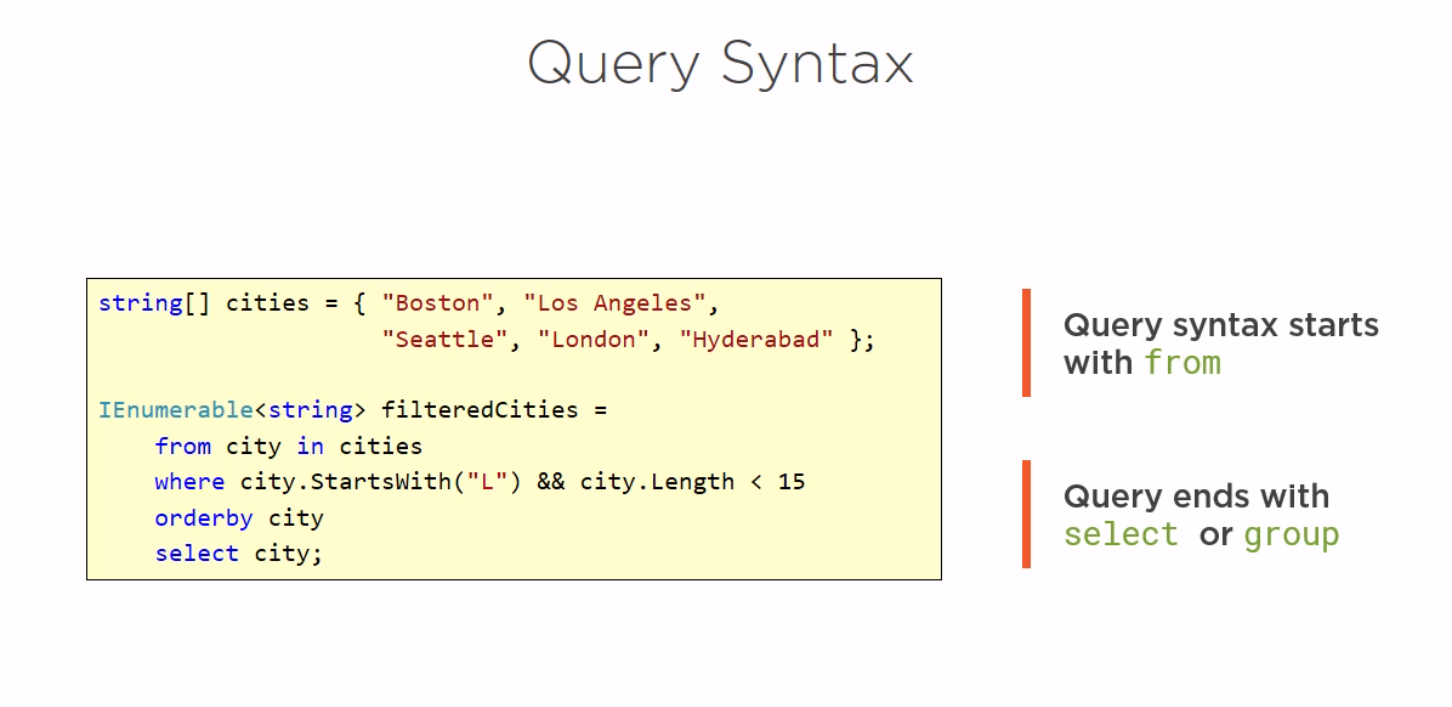 Query Syntax
string[] cities = { "Boston", "Los Angeles",
"Seattle", "London", "Hyderabad" };
IEnumerable<string> filteredCities =
from city in cities
where city.StartsWith("L") && city.Length < 15
orderby city
select city;
Query syntax starts
with from
Query ends with
select or group